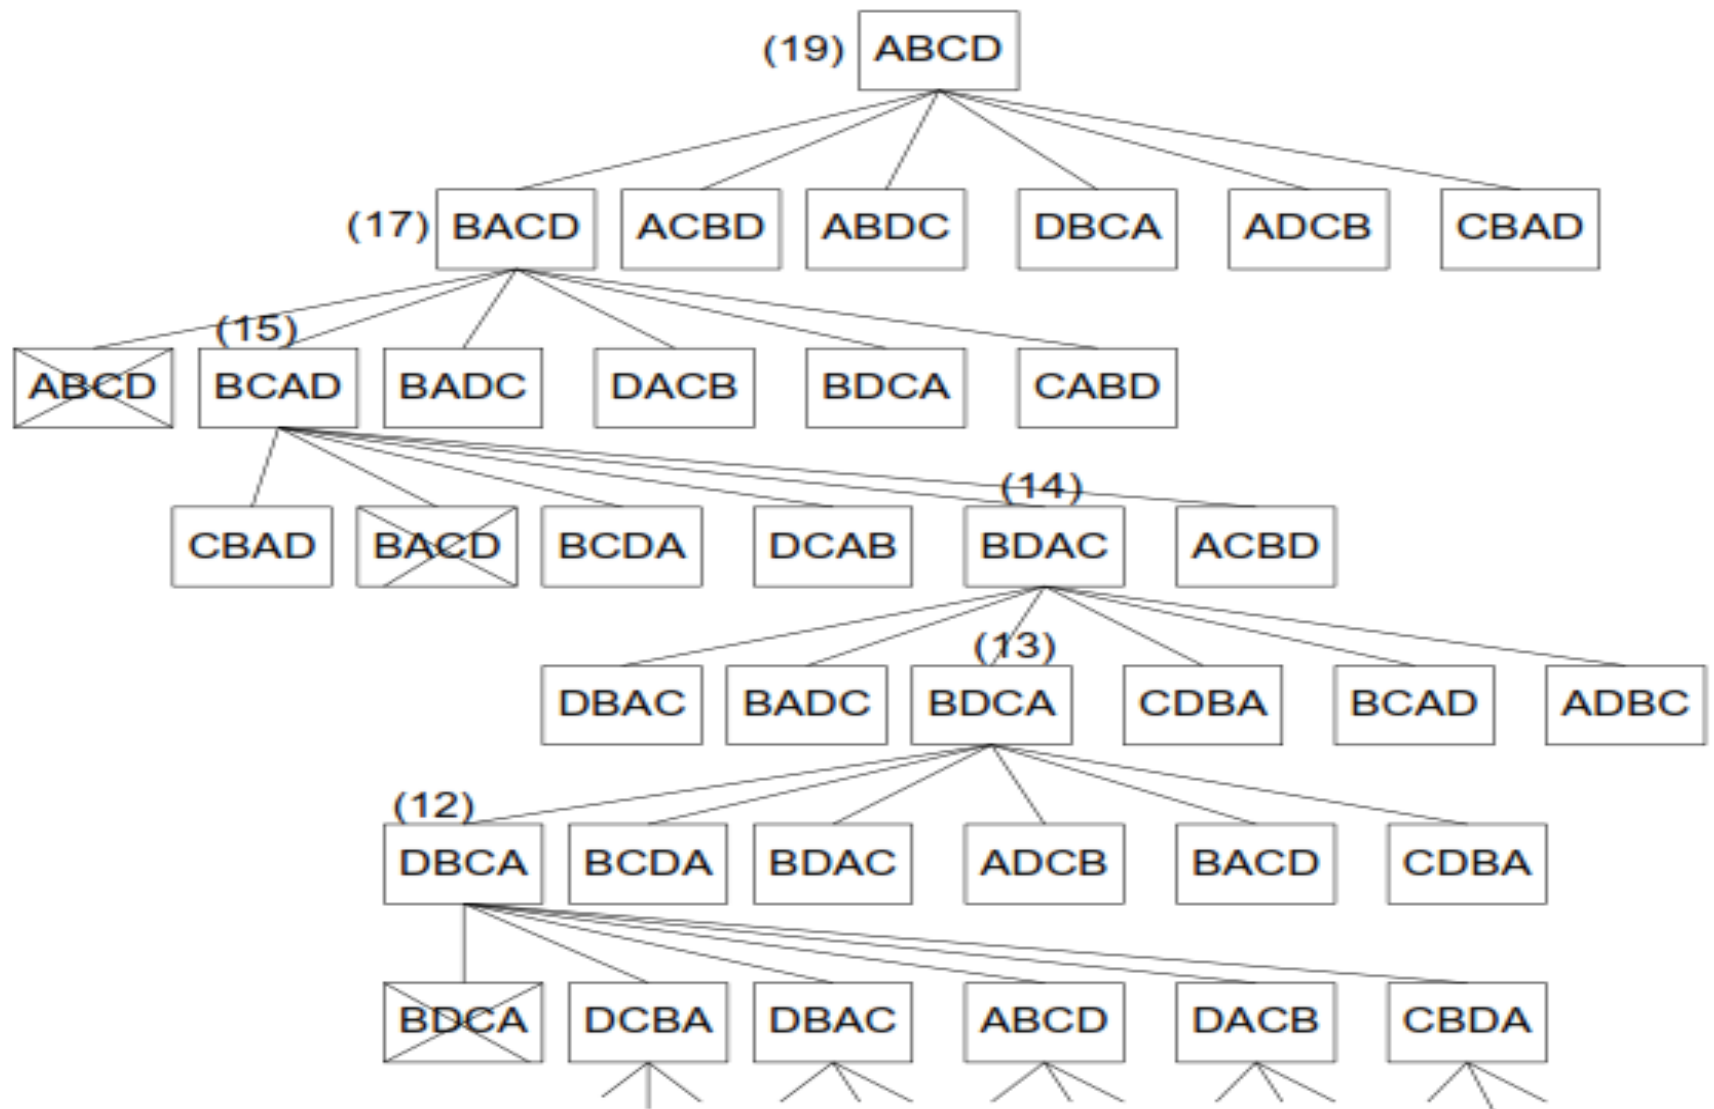 (19) ABCD
(17) BACD ACBD ABDC DBCA ADCB CBAD
(15)
ABCD BCAD BADC DACB BDCA CABD
(14)
CBAD BACD BCDA DCAB BDAC ACBD
(13)
DBAC BADC BDCA CDBA BCAD ADBC
(12)
DBCA BCDA BDAC ADCB BACD CDBA
BDCA DCBA DBAC ABCD DACB CBDA